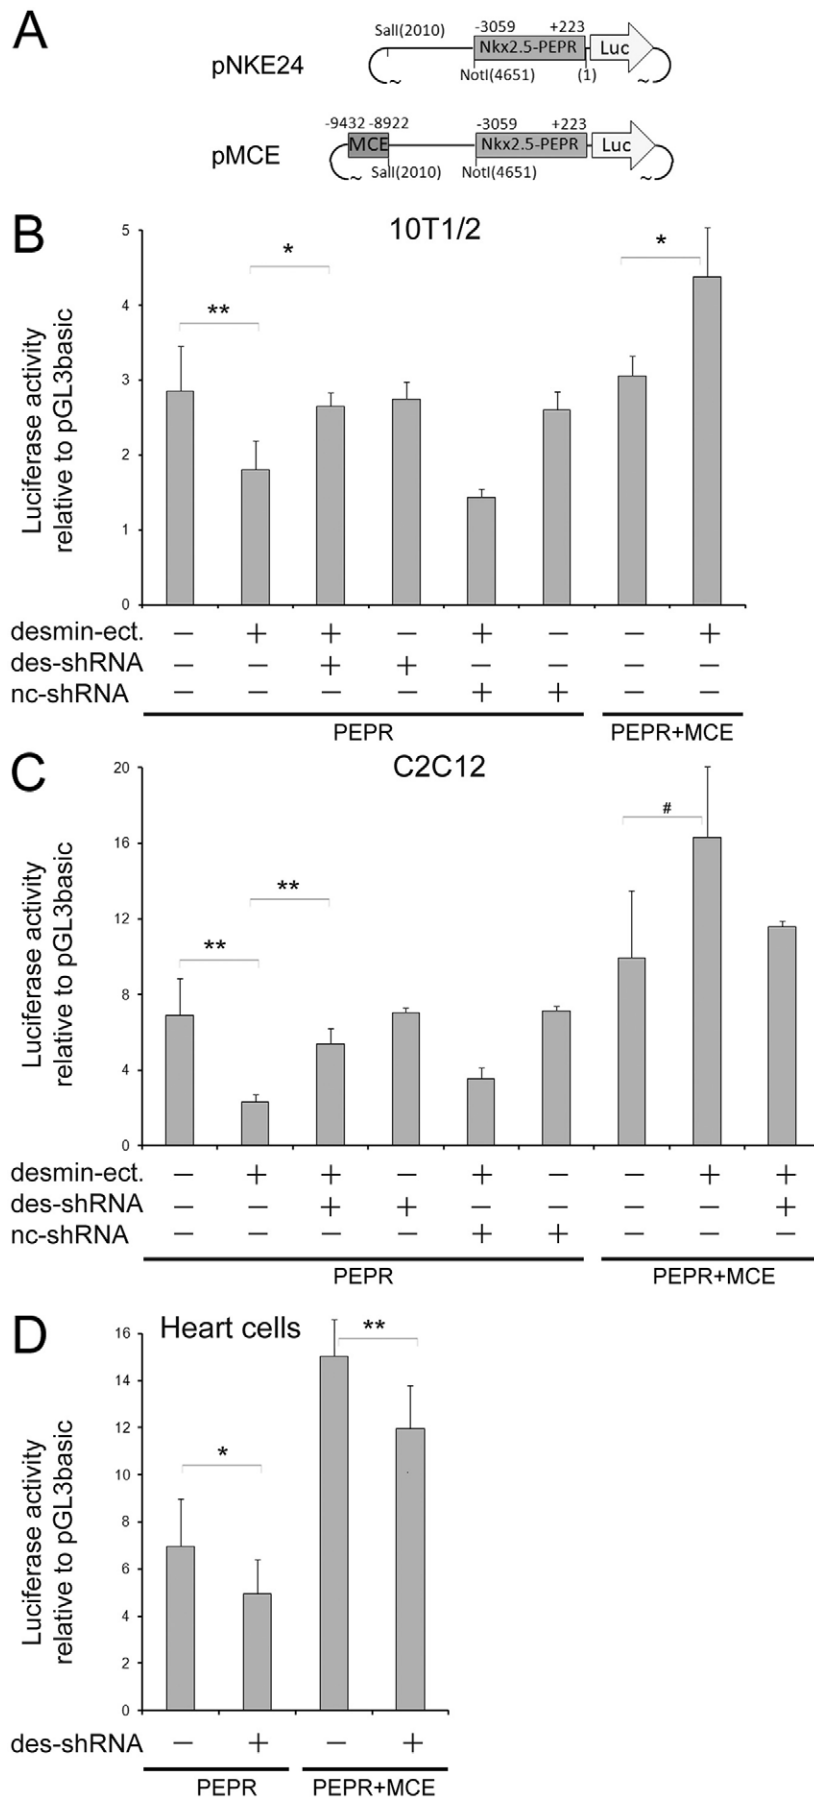 A
SalI(2010) -3059 +223
pNKE24 Nkx2.5-PEPR Luc
~ NotI(4651) (1) ~
-9432 -8922 -3059 +223
pMCE MCE Nkx2.5-PEPR Luc
~ SalI(2010) NotI(4651) ~
B 10T1/2
Luciferase activity
relative to pGL3basic
5
4
3
2
1
0
** * *
desmin-ect. − + + − + − − +
des-shRNA − − + + − − − −
nc-shRNA − − − − + + − −
PEPR PEPR+MCE
C C2C12
Luciferase activity
relative to pGL3basic
20
16
12
8
4
0
** ** #
desmin-ect. − + + − + − − + +
des-shRNA − − + + − − − − +
nc-shRNA − − − − + + − − −
PEPR PEPR+MCE
D Heart cells
Luciferase activity
relative to pGL3basic
16
14
12
10
8
6
4
2
0
* **
des-shRNA − + − +
PEPR PEPR+MCE